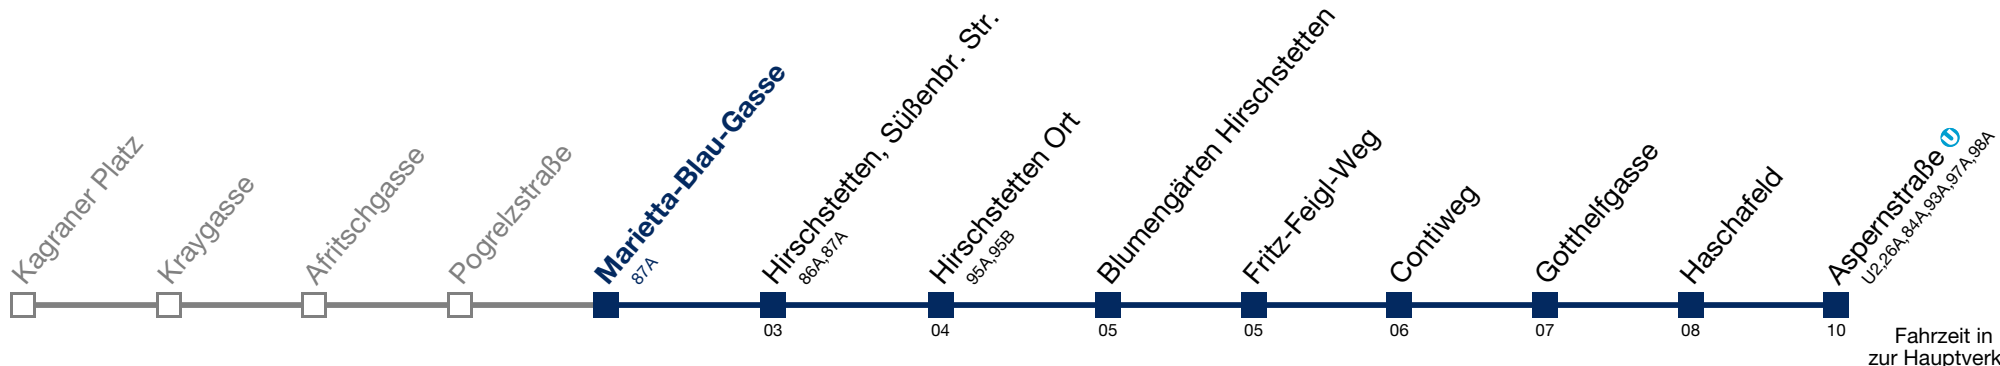 Kagraner Platz
Kraygasse
Afritschgasse
Pogrelzstraße
Marietta-Blau-Gasse
87A
Hirschstetten, Süßenbr. Str.
86A,87A
Hirschstetten Ort
95A,95B
Blumengärten Hirschstetten
Fritz-Feigl-Weg
Contiweg
Gotthelfgasse
Haschafeld
Aspernstraße U
U2,26A,84A,93A,97A,98A
03 04 05 05 06 07 08 10
Fahrzeit in
zur Hauptverk